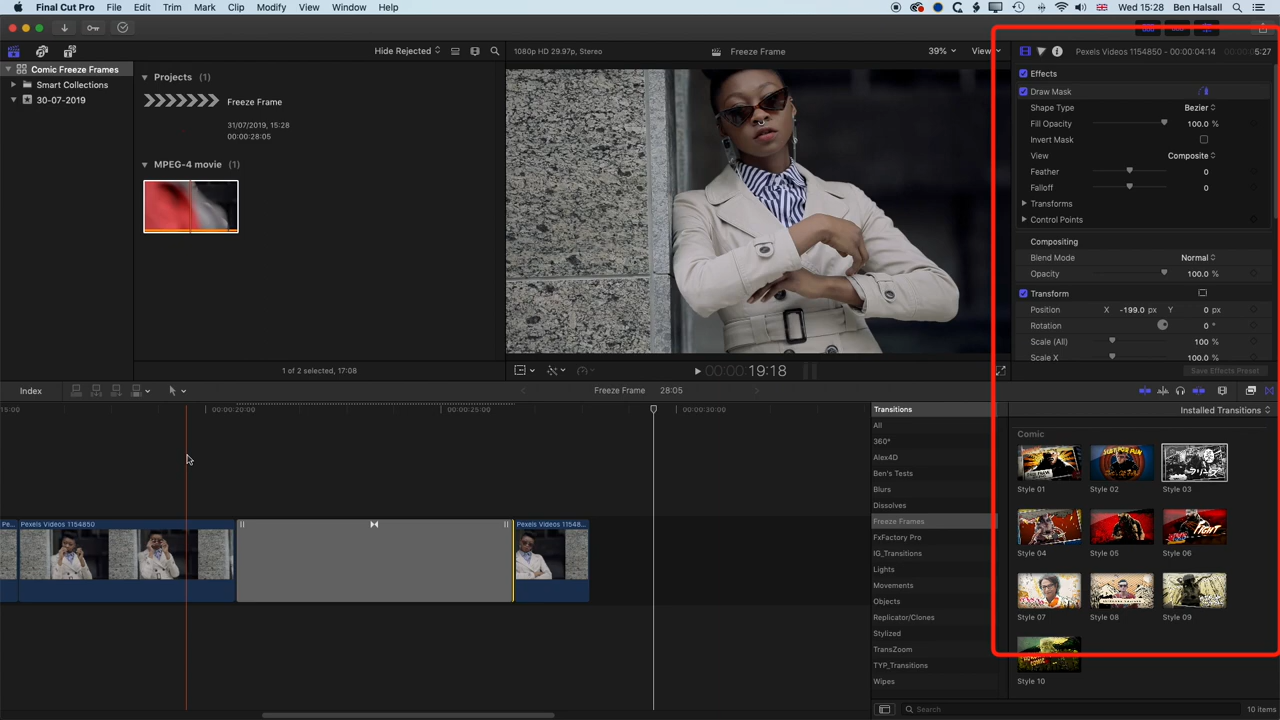 Final Cut Pro File Edit Trim Mark Clip Modify View Window Help Wed 15:28 Ben Halsall
Hide Rejected 1080p HD 29.97p, Stereo Freeze Frame 39% View Pexels Videos 1154850 - 00:00:04:14 5:27
Comic Freeze Frames
Smart Collections
30-07-2019
Projects (1)
Freeze Frame
31/07/2019, 15:28
00:00:28:05
MPEG-4 movie (1)
1 of 2 selected, 17:08
00:00:19:18
Effects
Draw Mask
Shape Type Bezier
Fill Opacity 100.0 %
Invert Mask
View Composite
Feather 0
Falloff 0
Transforms
Control Points
Compositing
Blend Mode Normal
Opacity 100.0 %
Transform
Position X -199.0 px Y 0 px
Rotation 0 °
Scale (All) 100 %
Scale X 100.0 %
Save Effects Preset
Index Freeze Frame 28:05
15:00 00:00:20:00 00:00:25:00 00:00:30:00
Pe... Pexels Videos 1154850 Pexels Videos 11548...
Transitions
All
360°
Alex4D
Ben's Tests
Blurs
Dissolves
Freeze Frames
FxFactory Pro
IG_Transitions
Lights
Movements
Objects
Replicator/Clones
Stylized
TransZoom
TYP_Transitions
Wipes
Installed Transitions
Comic
Style 01 Style 02 Style 03
FIGHT
Style 04 Style 05 Style 06
Style 07 Style 08 Style 09
Style 10
Search 10 items